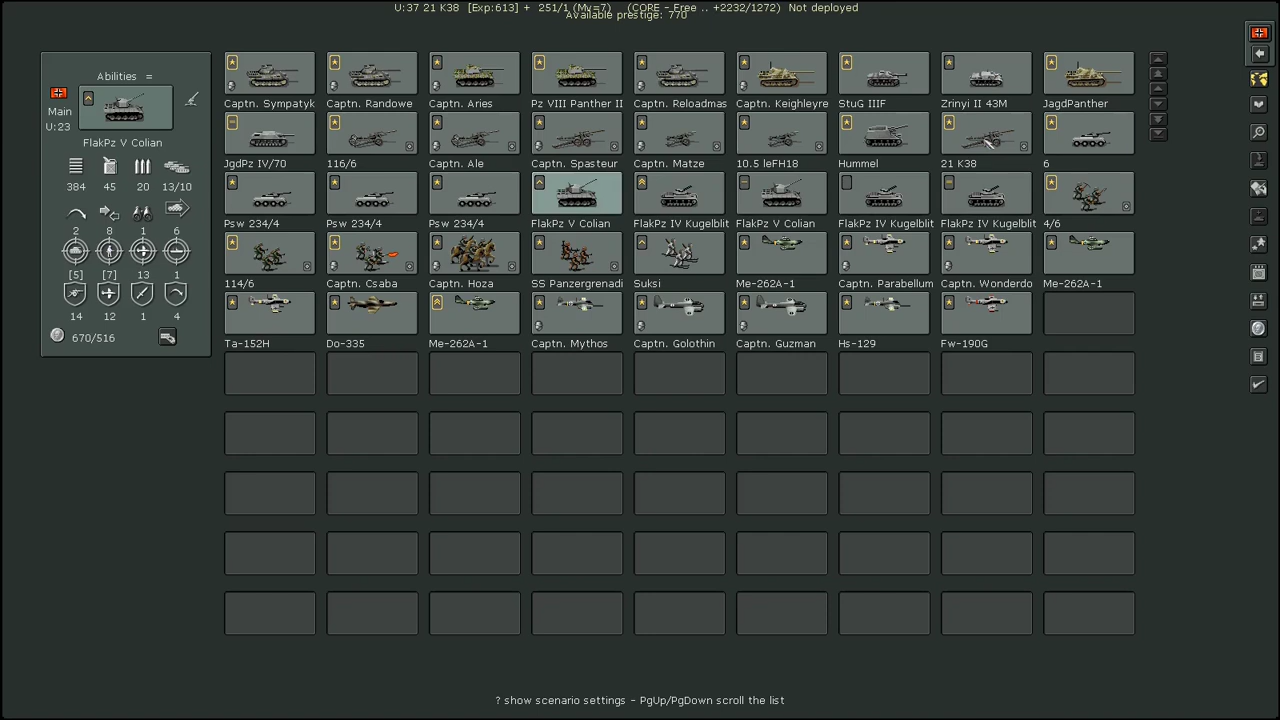 U:37 21 K38 [Exp:613] + 251/1 (Mv=7) (CORE - Free .. +2232/1272) Not deployed
Available prestige: 770
Abilities =
Main
U:23
FlakPz V Colian
384 45 20 13/10
2 8 1
[5] [7] 13 1
14 12 1 4
670/516
Captn. Sympatyk Captn. Randowe Captn. Aries Pz VIII Panther II Captn. Reloadmas Captn. Keighleyre StuG IIIF Zrinyi II 43M JagdPanther
JgdPz IV/70 116/6 Captn. Ale Captn. Spasteur Captn. Matze 10.5 leFH18 Hummel 21 K38 6
Psw 234/4 Psw 234/4 Psw 234/4 FlakPz V Colian FlakPz IV Kugelblit FlakPz V Colian FlakPz IV Kugelblit FlakPz IV Kugelblit 4/6
114/6 Captn. Csaba Captn. Hoza SS Panzergrenadi Suksi Me-262A-1 Captn. Parabellum Captn. Wonderdo Me-262A-1
Ta-152H Do-335 Me-262A-1 Captn. Mythos Captn. Golothin Captn. Guzman Hs-129 Fw-190G
? show scenario settings - PgUp/PgDown scroll the list